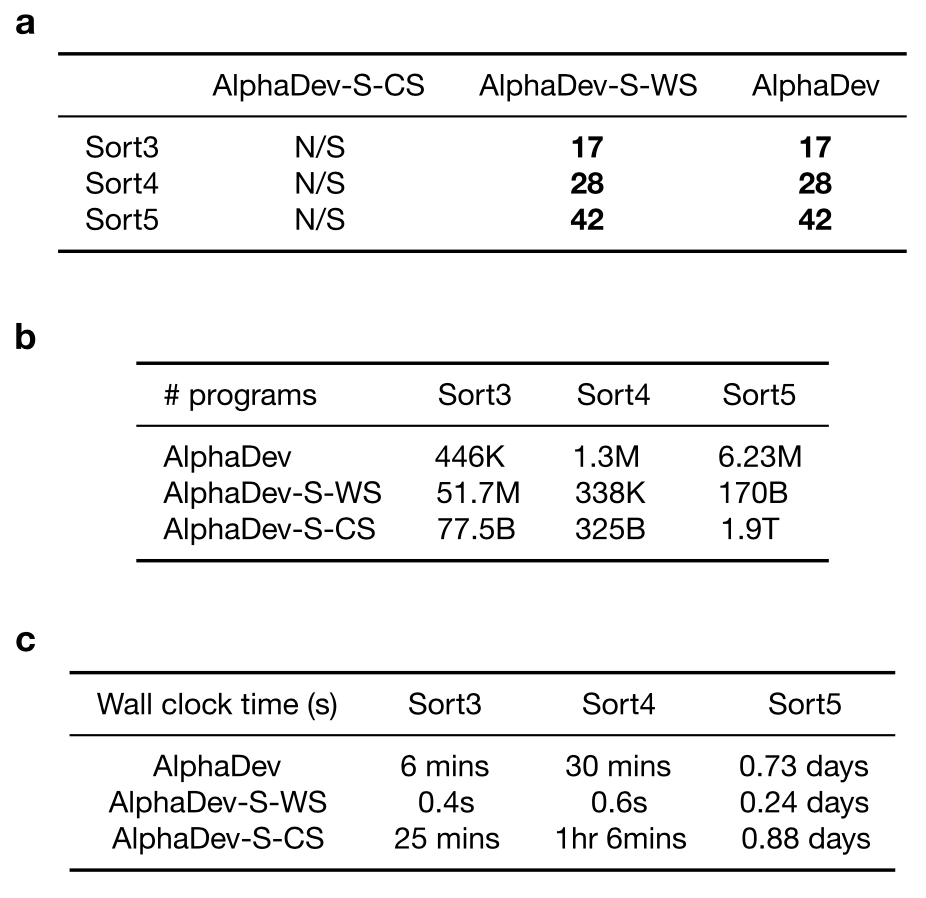 a
AlphaDev-S-CS AlphaDev-S-WS AlphaDev
Sort3 N/S 17 17
Sort4 N/S 28 28
Sort5 N/S 42 42
b
# programs Sort3 Sort4 Sort5
AlphaDev 446K 1.3M 6.23M
AlphaDev-S-WS 51.7M 338K 170B
AlphaDev-S-CS 77.5B 325B 1.9T
c
Wall clock time (s) Sort3 Sort4 Sort5
AlphaDev 6 mins 30 mins 0.73 days
AlphaDev-S-WS 0.4s 0.6s 0.24 days
AlphaDev-S-CS 25 mins 1hr 6mins 0.88 days